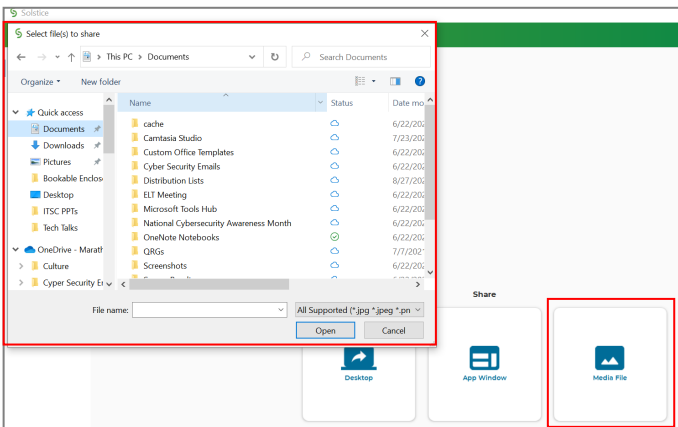 Solstice
Select file(s) to share
This PC > Documents
Search Documents
Organize
New folder
Name Status Date mo
Quick access
Documents
Downloads
Pictures
Bookable Enclos
Desktop
ITSC PPTs
Tech Talks
OneDrive - Marath
Culture
Cyper Security Er
cache 6/22/202
Camtasia Studio 7/23/202
Custom Office Templates 6/22/202
Cyber Security Emails 6/22/202
Distribution Lists 8/27/202
ELT Meeting 6/22/202
Microsoft Tools Hub 6/22/202
National Cybersecurity Awareness Month 6/22/202
OneNote Notebooks 6/22/202
QRGs 7/7/202
Screenshots 6/22/202
File name:
All Supported (*.jpg *.jpeg *.pn
Open Cancel
Share
Desktop
App Window
Media File